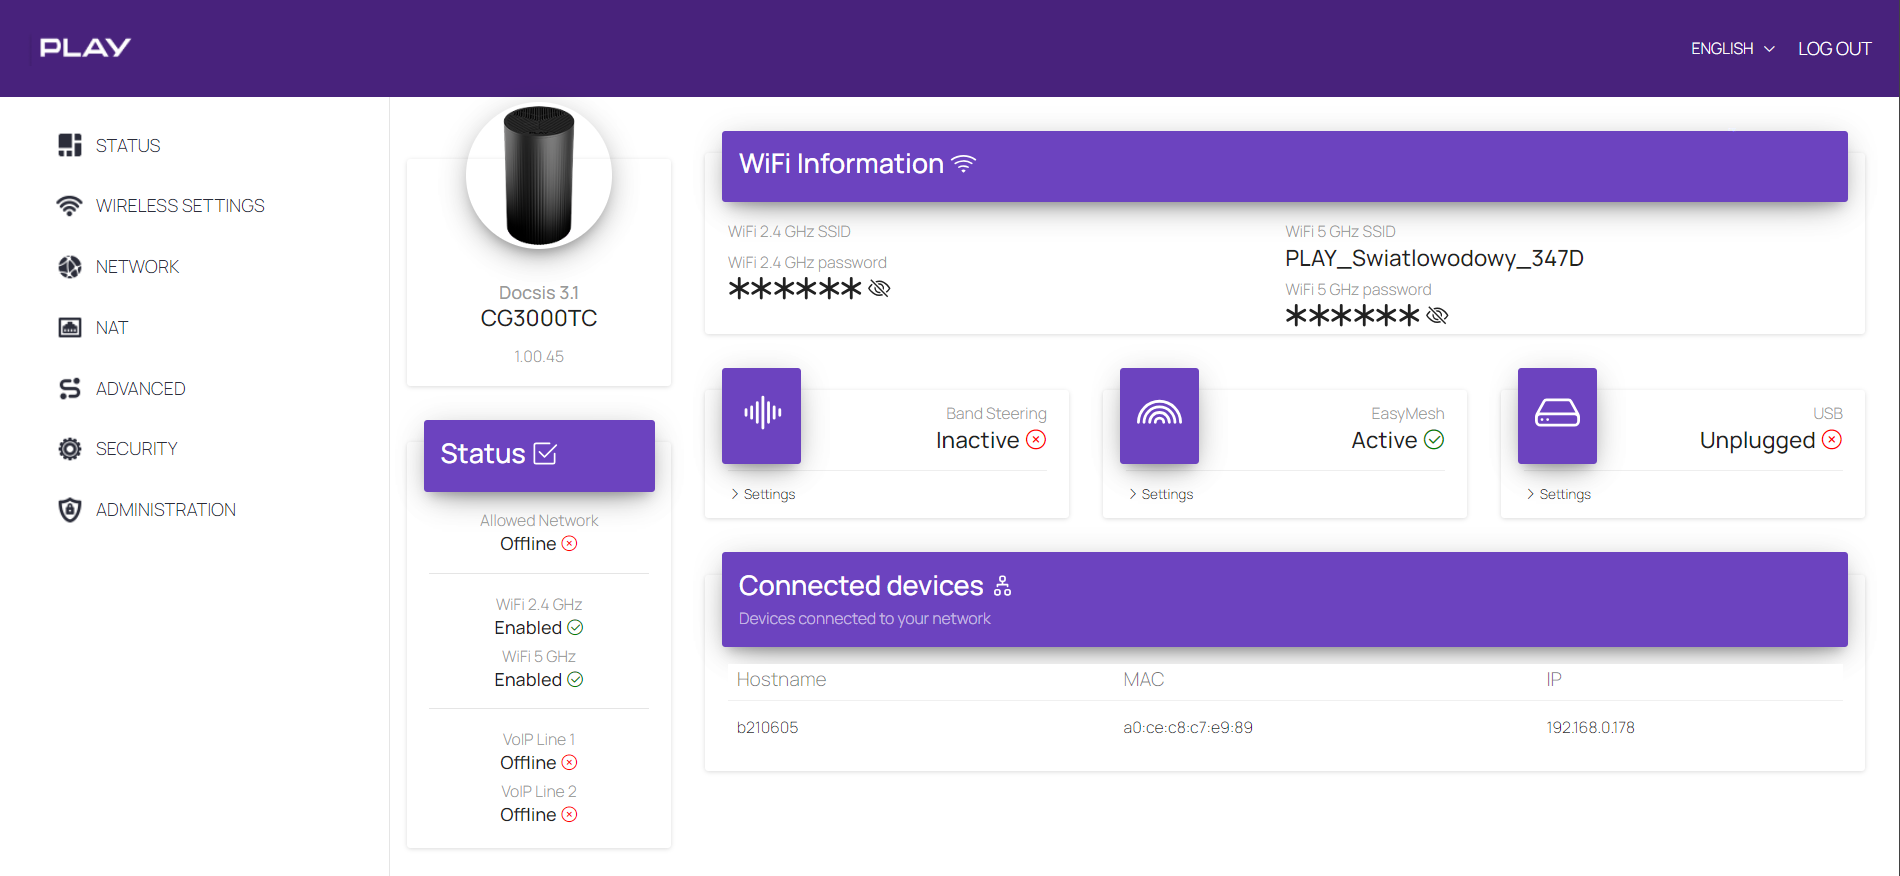 PLAY
ENGLISH
LOG OUT
STATUS
WIRELESS SETTINGS
NETWORK
NAT
ADVANCED
SECURITY
ADMINISTRATION
Docsis 3.1
CG3000TC
1.00.45
Status
Allowed Network
Offline
WiFi 2.4 GHz
Enabled
WiFi 5 GHz
Enabled
VoIP Line 1
Offline
VoIP Line 2
Offline
WiFi Information
WiFi 2.4 GHz SSID
WiFi 2.4 GHz password
******
WiFi 5 GHz SSID
PLAY_Swiatlowodowy_347D
WiFi 5 GHz password
******
Band Steering
Inactive
Settings
EasyMesh
Active
Settings
USB
Unplugged
Settings
Connected devices
Devices connected to your network
Hostname MAC IP
b210605 a0:ce:c8:c7:e9:89 192.168.0.178